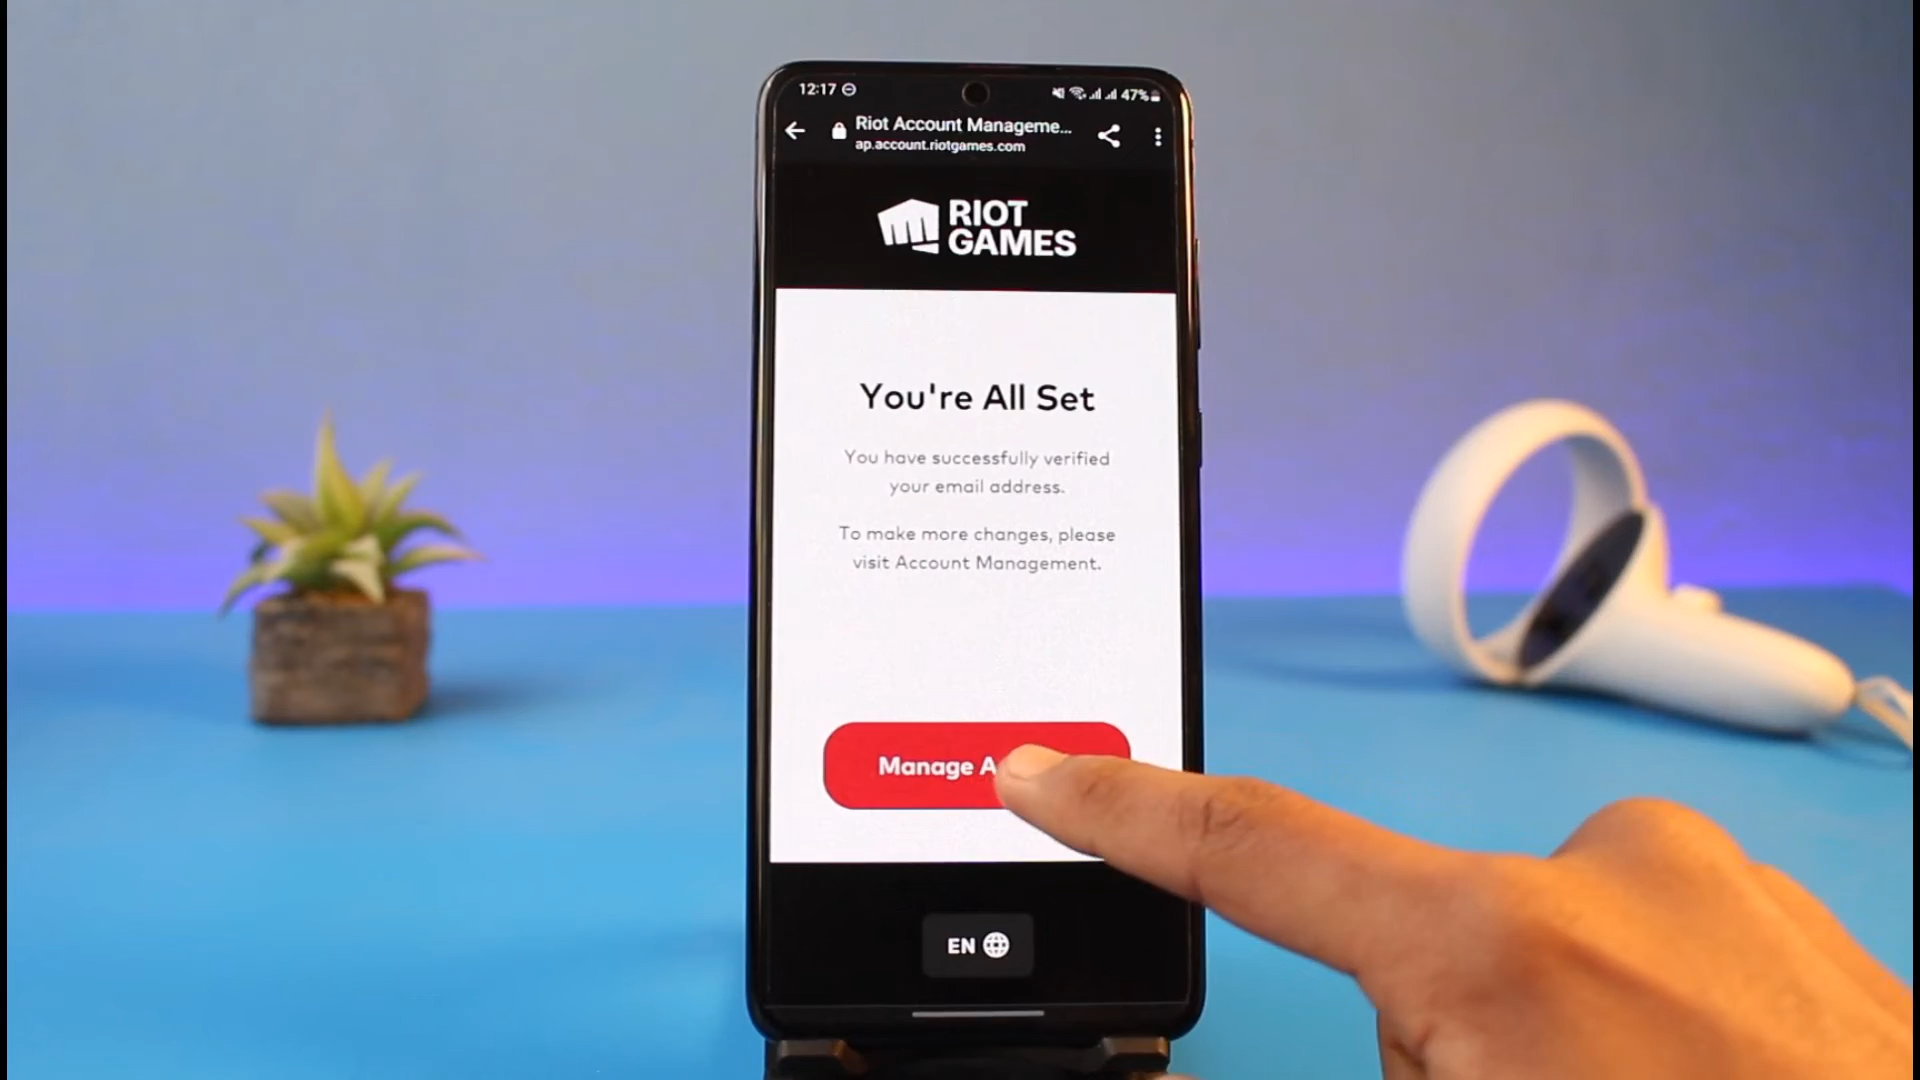 12:17
47%
Riot Account Manageme...
ap.account.riotgames.com
RIOT
GAMES
You're All Set
You have successfully verified
your email address.
To make more changes, please
visit Account Management.
Manage A
EN